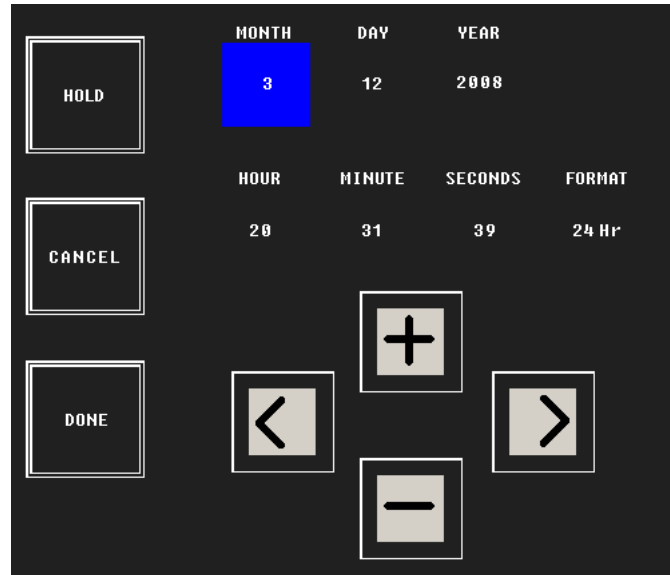 MONTH DAY YEAR
HOLD
3 12 2008
HOUR MINUTE SECONDS FORMAT
20 31 39 24 Hr
CANCEL
+
DONE
< >
−